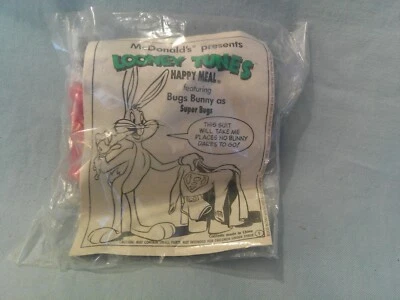 McDonald's presents
LOONEY TUNES
HAPPY MEAL®
featuring
Bugs Bunny as
Super Bugs
THIS SUIT
WILL TAKE ME
PLACES NO BUNNY
DARES TO GO!